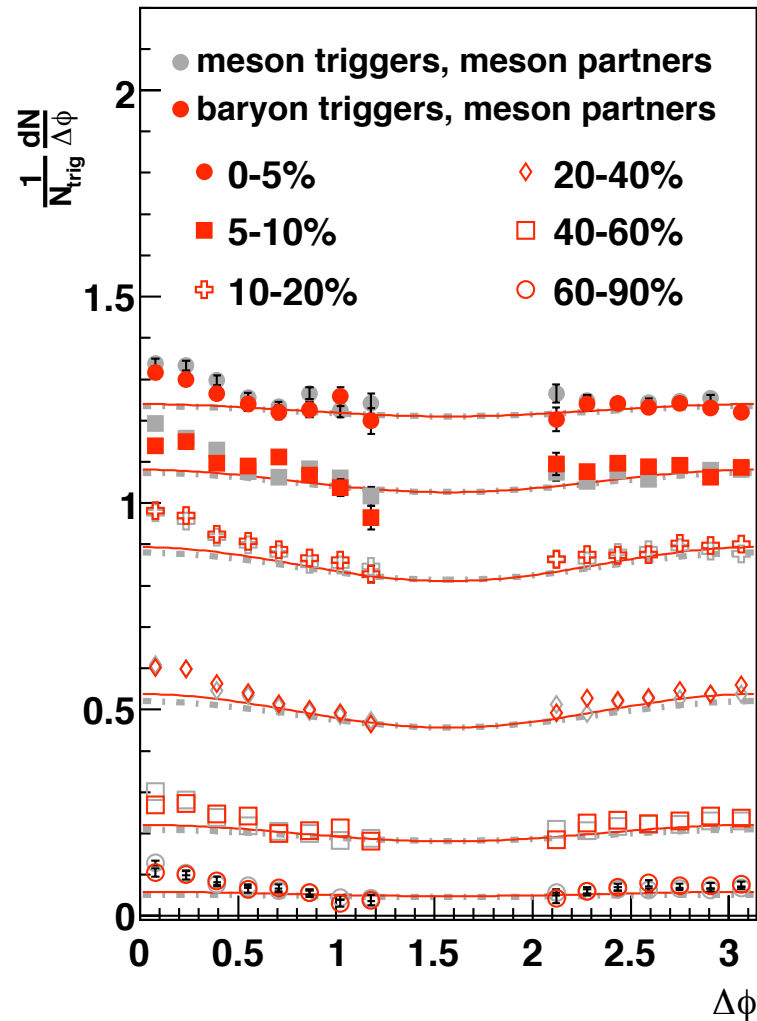 meson triggers, meson partners
baryon triggers, meson partners
1 dN
N_trig Δφ
0-5% 20-40%
5-10% 40-60%
10-20% 60-90%
2
1.5
1
0.5
0
0 0.5 1 1.5 2 2.5 3
Δφ